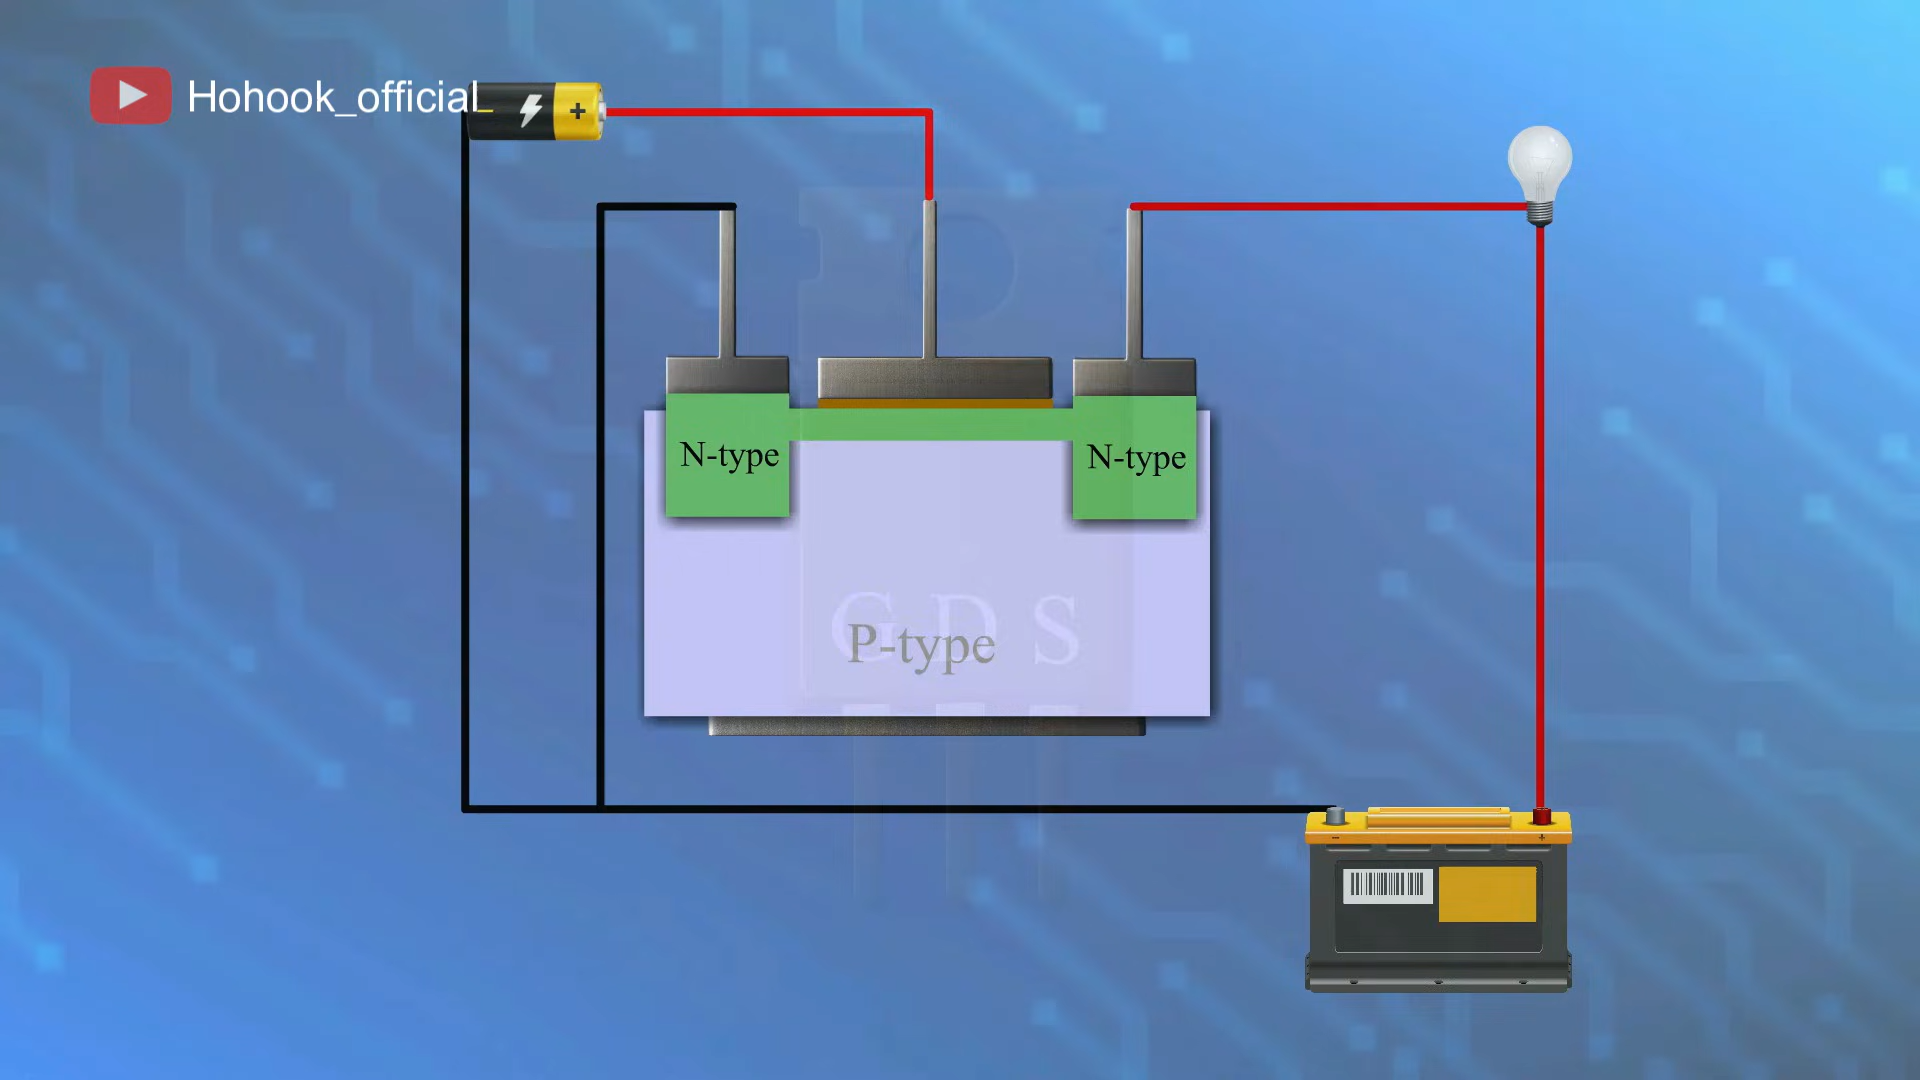 Hohook_official
+
N-type
N-type
G D S
P-type
- +